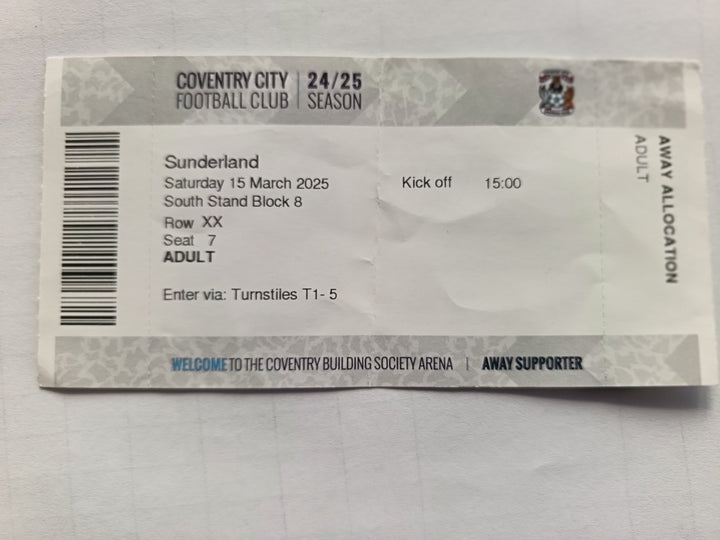 COVENTRY CITY
FOOTBALL CLUB
24/25
SEASON
Sunderland
Saturday 15 March 2025
Kick off 15:00
South Stand Block 8
Row XX
Seat 7
ADULT
Enter via: Turnstiles T1- 5
WELCOME TO THE COVENTRY BUILDING SOCIETY ARENA | AWAY SUPPORTER
AWAY ALLOCATION
ADULT